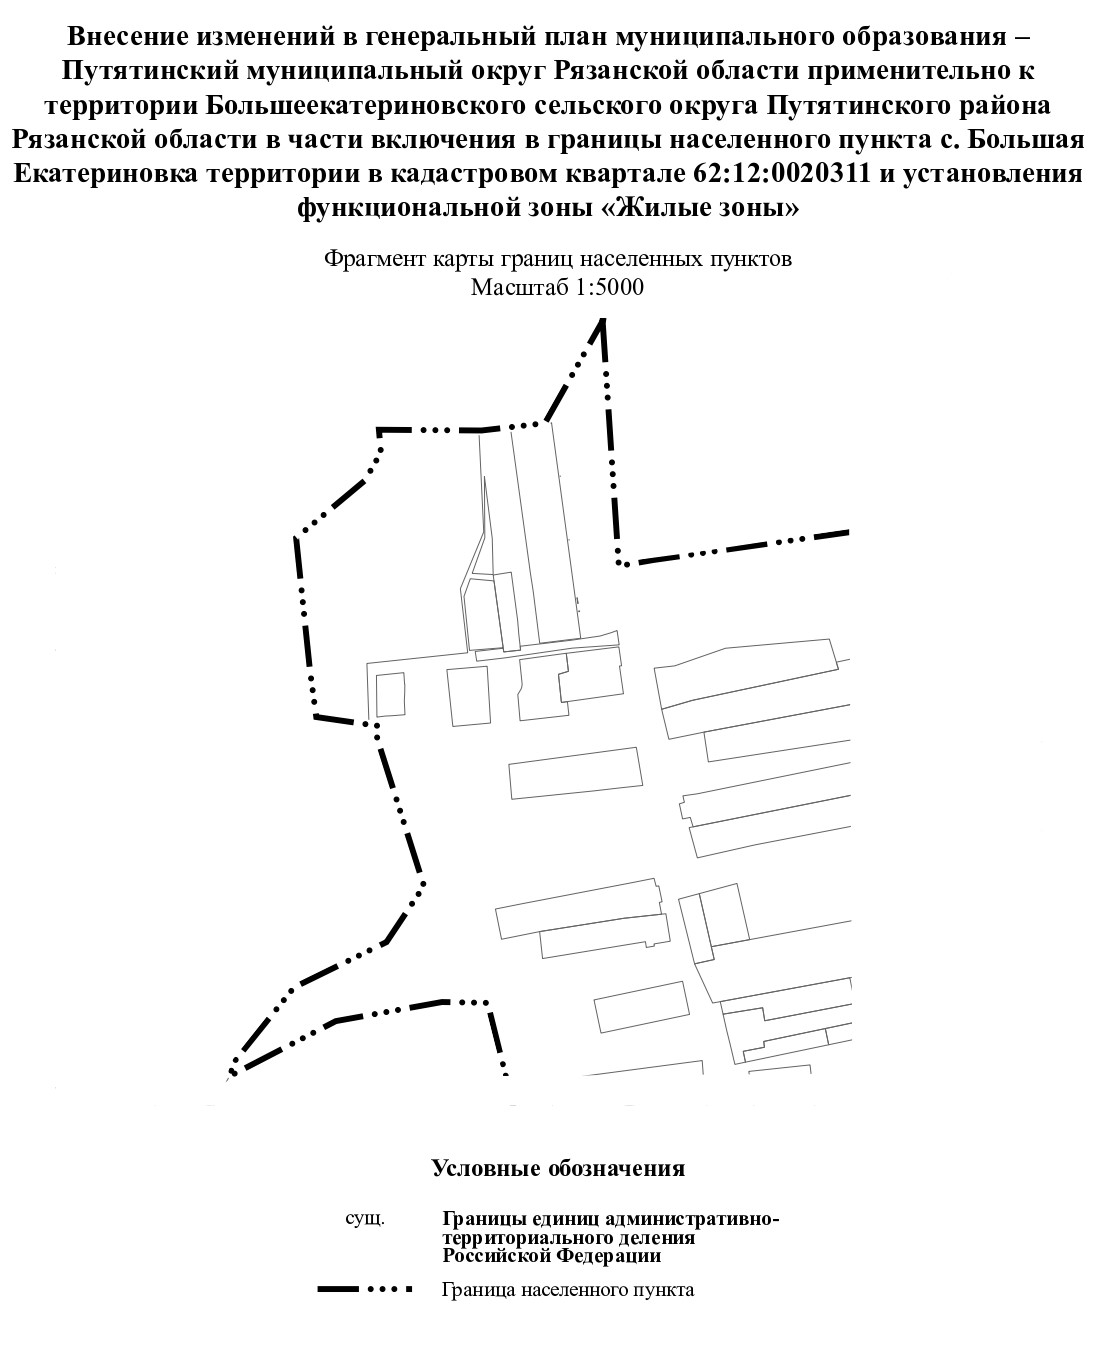 Внесение изменений в генеральный план муниципального образования –
Путятинский муниципальный округ Рязанской области применительно к
территории Большеекатериновского сельского округа Путятинского района
Рязанской области в части включения в границы населенного пункта с. Большая
Екатериновка территории в кадастровом квартале 62:12:0020311 и установления
функциональной зоны «Жилые зоны»
Фрагмент карты границ населенных пунктов
Масштаб 1:5000
Условные обозначения
сущ. Границы единиц административно-
территориального деления
Российской Федерации
Граница населенного пункта